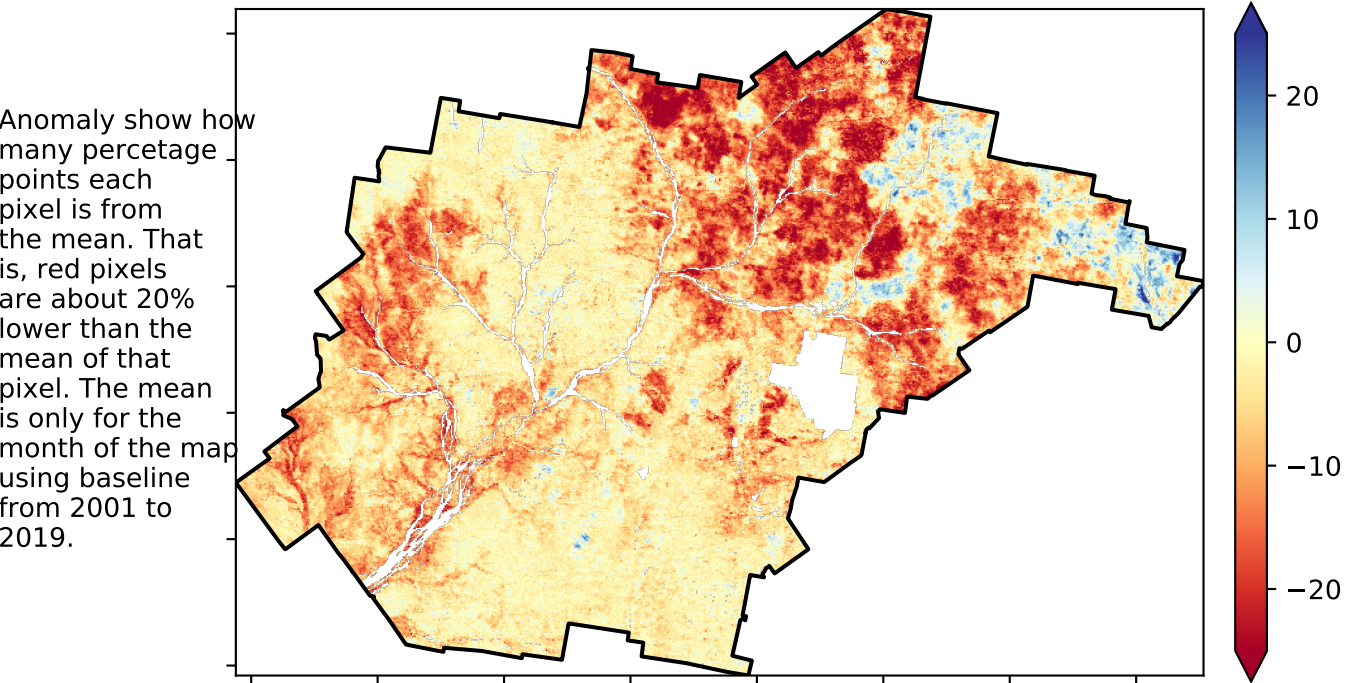 Anomaly show how
many percetage
points each
pixel is from
the mean. That
is, red pixels
are about 20%
lower than the
mean of that
pixel. The mean
is only for the
month of the map
using baseline
from 2001 to
2019.
20
10
0
−10
−20